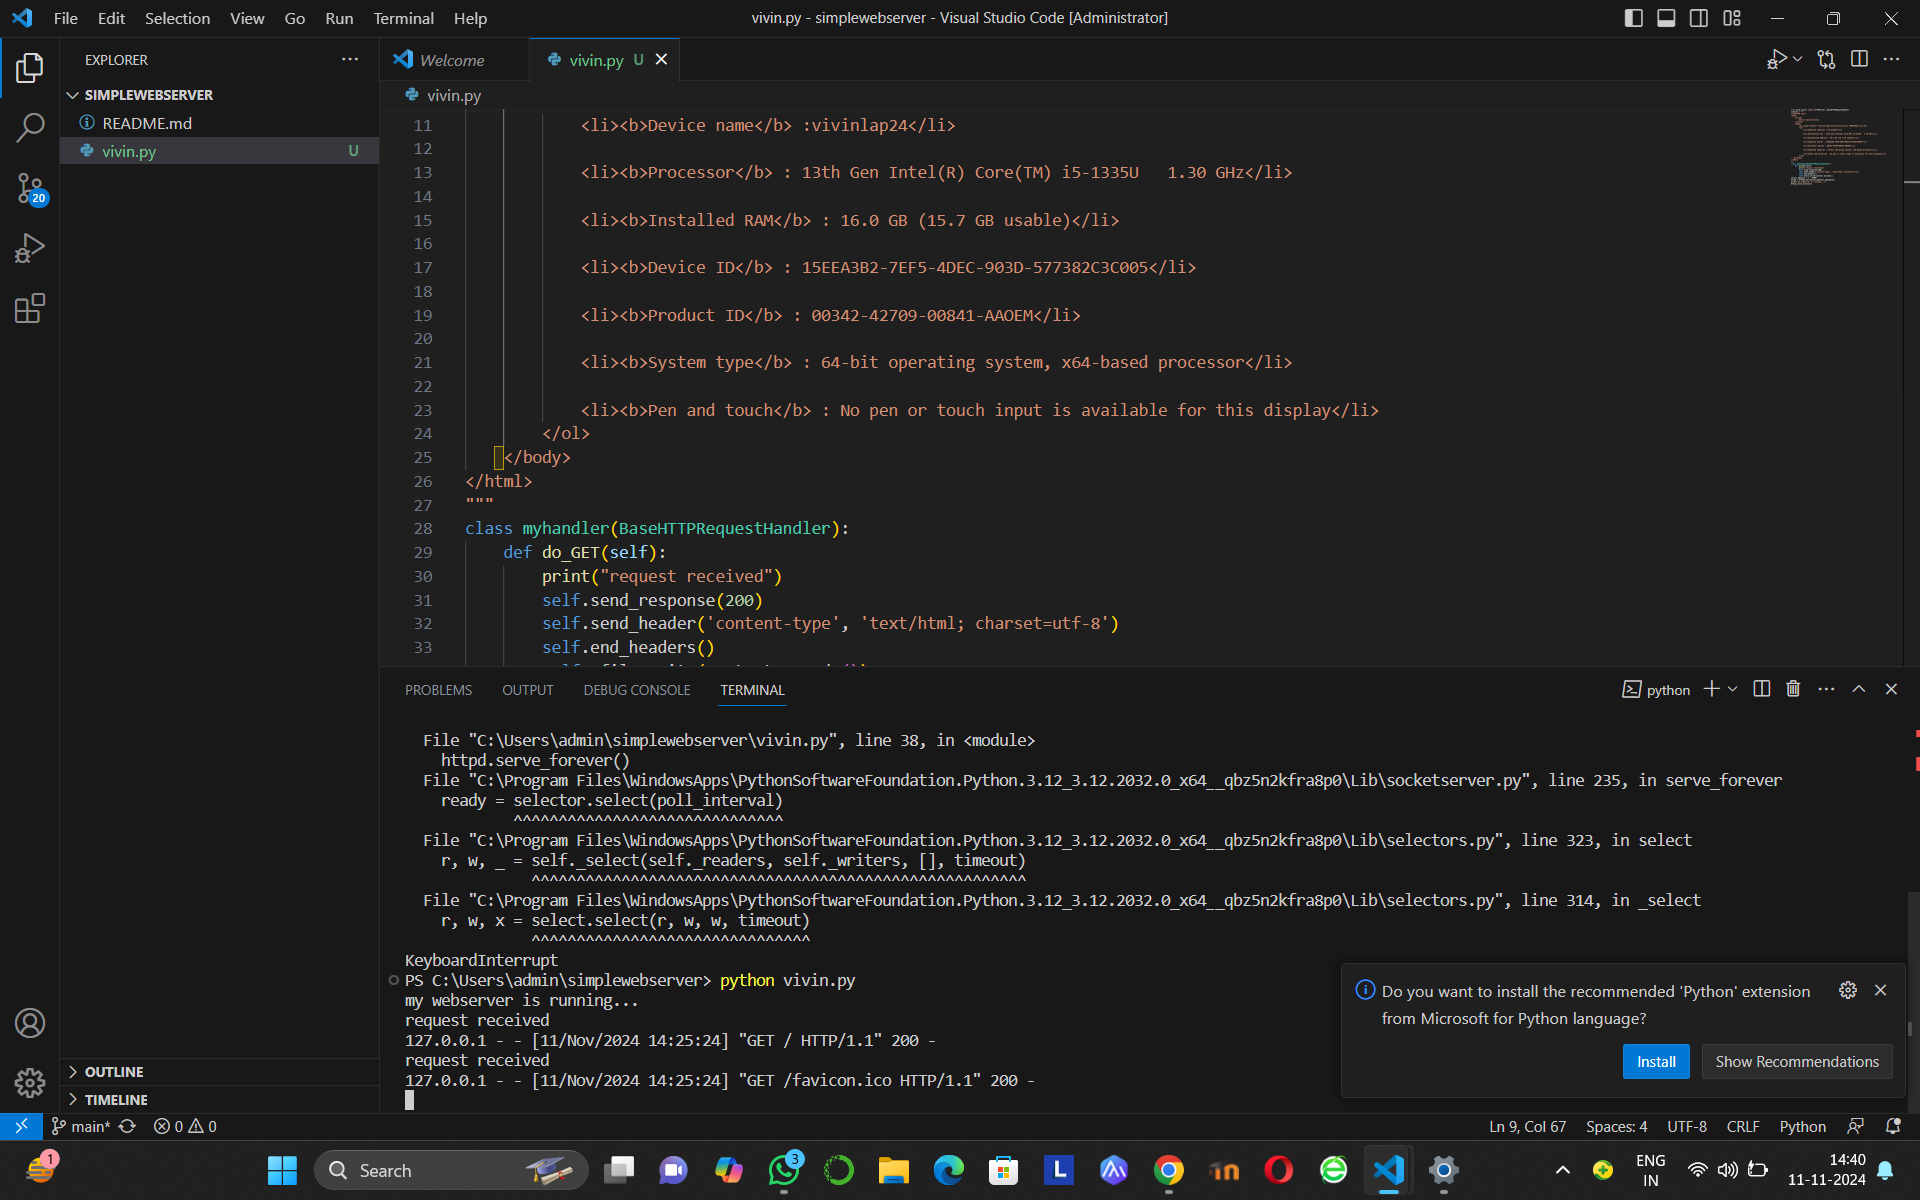 File Edit Selection View Go Run Terminal Help
vivin.py - simplewebserver - Visual Studio Code [Administrator]
EXPLORER
SIMPLEWEBSERVER
README.md
vivin.py U
20
Welcome
vivin.py U
vivin.py
11 <li><b>Device name</b> :vivinlap24</li>
12
13 <li><b>Processor</b> : 13th Gen Intel(R) Core(TM) i5-1335U   1.30 GHz</li>
14
15 <li><b>Installed RAM</b> : 16.0 GB (15.7 GB usable)</li>
16
17 <li><b>Device ID</b> : 15EEA3B2-7EF5-4DEC-903D-577382C3C005</li>
18
19 <li><b>Product ID</b> : 00342-42709-00841-AAOEM</li>
20
21 <li><b>System type</b> : 64-bit operating system, x64-based processor</li>
22
23 <li><b>Pen and touch</b> : No pen or touch input is available for this display</li>
24 </ol>
25 </body>
26 </html>
27 """
28 class myhandler(BaseHTTPRequestHandler):
29 def do_GET(self):
30 print("request received")
31 self.send_response(200)
32 self.send_header('content-type', 'text/html; charset=utf-8')
33 self.end_headers()
PROBLEMS OUTPUT DEBUG CONSOLE TERMINAL
python
File "C:\Users\admin\simplewebserver\vivin.py", line 38, in <module>
httpd.serve_forever()
File "C:\Program Files\WindowsApps\PythonSoftwareFoundation.Python.3.12_3.12.2032.0_x64__qbz5n2kfra8p0\Lib\socketserver.py", line 235, in serve_forever
ready = selector.select(poll_interval)
^^^^^^^^^^^^^^^^^^^^^^^^^^^^^^
File "C:\Program Files\WindowsApps\PythonSoftwareFoundation.Python.3.12_3.12.2032.0_x64__qbz5n2kfra8p0\Lib\selectors.py", line 323, in select
r, w, _ = self._select(self._readers, self._writers, [], timeout)
^^^^^^^^^^^^^^^^^^^^^^^^^^^^^^^^^^^^^^^^^^^^^^^^^^^^^^^
File "C:\Program Files\WindowsApps\PythonSoftwareFoundation.Python.3.12_3.12.2032.0_x64__qbz5n2kfra8p0\Lib\selectors.py", line 314, in _select
r, w, x = select.select(r, w, w, timeout)
^^^^^^^^^^^^^^^^^^^^^^^^^^^^^^^
KeyboardInterrupt
PS C:\Users\admin\simplewebserver> python vivin.py
my webserver is running...
request received
127.0.0.1 - - [11/Nov/2024 14:25:24] "GET / HTTP/1.1" 200 -
request received
127.0.0.1 - - [11/Nov/2024 14:25:24] "GET /favicon.ico HTTP/1.1" 200 -
Do you want to install the recommended 'Python' extension
from Microsoft for Python language?
Install Show Recommendations
OUTLINE
TIMELINE
main* 0 0
Ln 9, Col 67 Spaces: 4 UTF-8 CRLF Python
1
Search
3
L
ENG
IN
14:40
11-11-2024